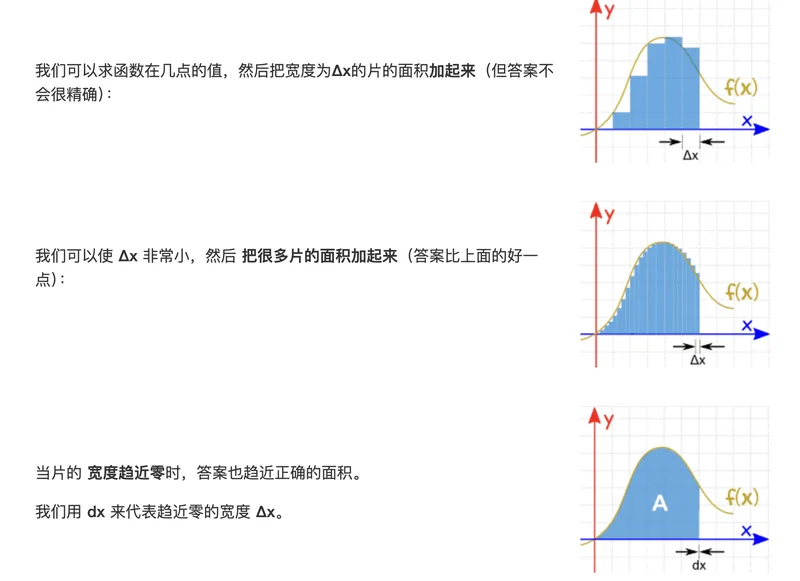 y
我们可以求函数在几点的值，然后把宽度为Δx的片的面积加起来（但答案不
会很精确）：
f(x)
x
Δx
y
我们可以使 Δx 非常小，然后 把很多片的面积加起来（答案比上面的好一
点）：
f(x)
x
Δx
y
当片的 宽度趋近零时，答案也趋近正确的面积。
A
f(x)
我们用 dx 来代表趋近零的宽度 Δx。
x
dx